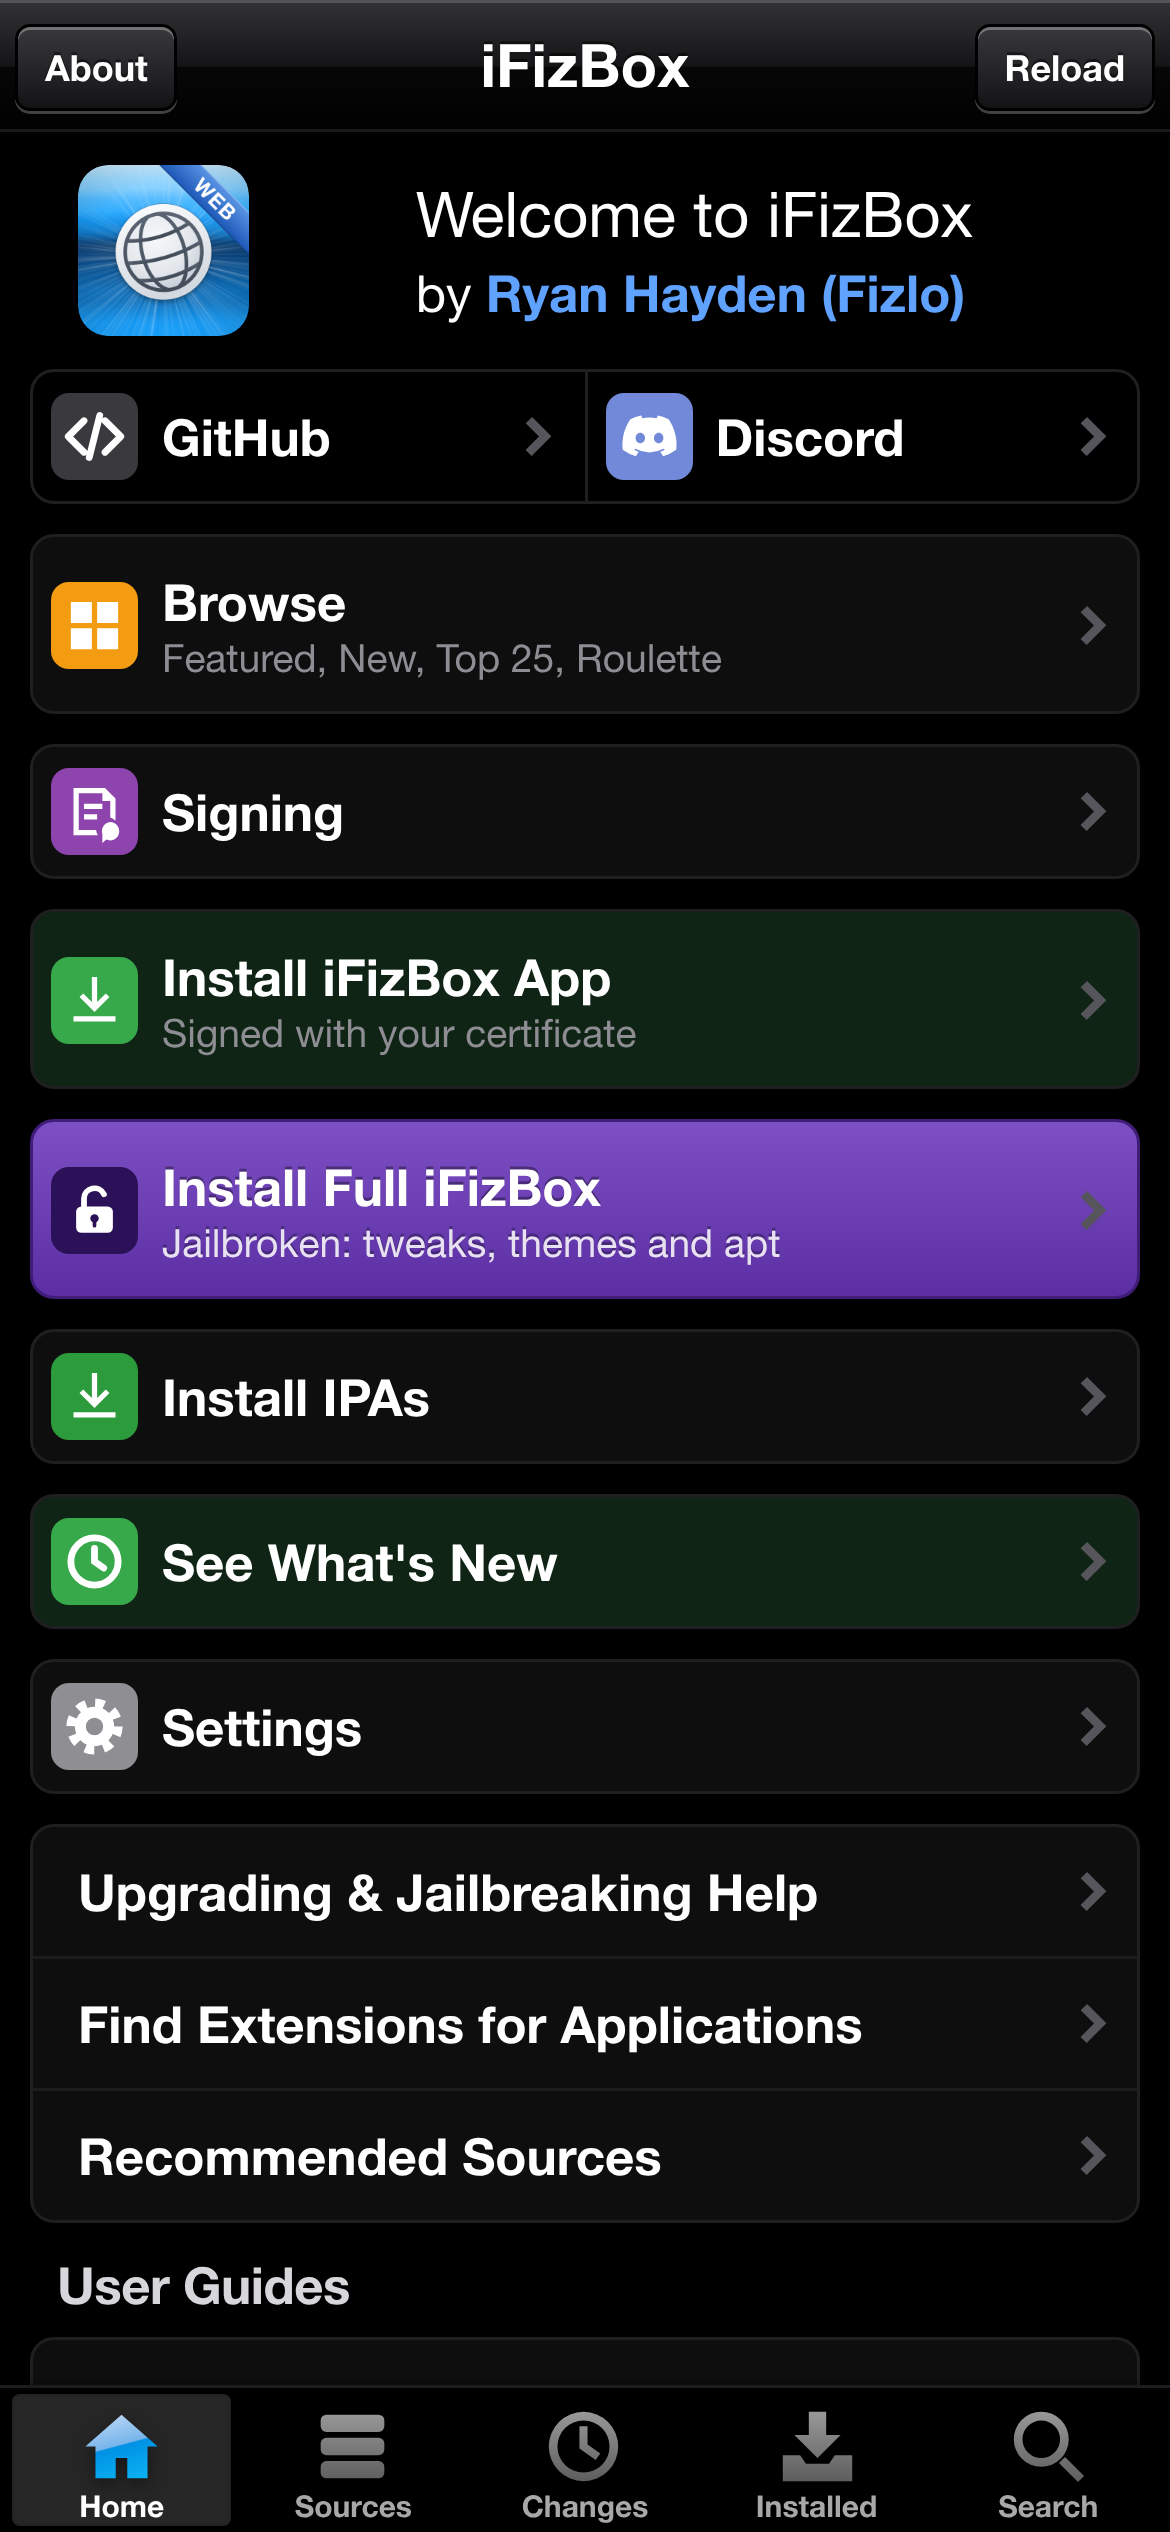 About
iFizBox
Reload
WEB
Welcome to iFizBox
by Ryan Hayden (Fizlo)
GitHub
Discord
Browse
Featured, New, Top 25, Roulette
Signing
Install iFizBox App
Signed with your certificate
Install Full iFizBox
Jailbroken: tweaks, themes and apt
Install IPAs
See What's New
Settings
Upgrading & Jailbreaking Help
Find Extensions for Applications
Recommended Sources
User Guides
Home
Sources
Changes
Installed
Search